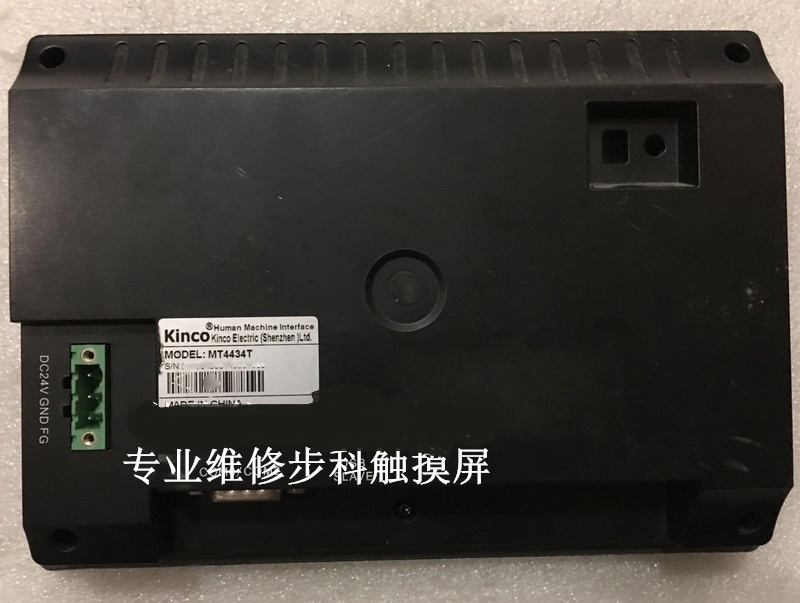 Kinco® Human Machine Interface
Kinco Electric (Shenzhen) Ltd.
MODEL: MT4434T
S/N:
MADE IN CHINA
DC24V GND FG
专业维修步科触摸屏
SLAVE